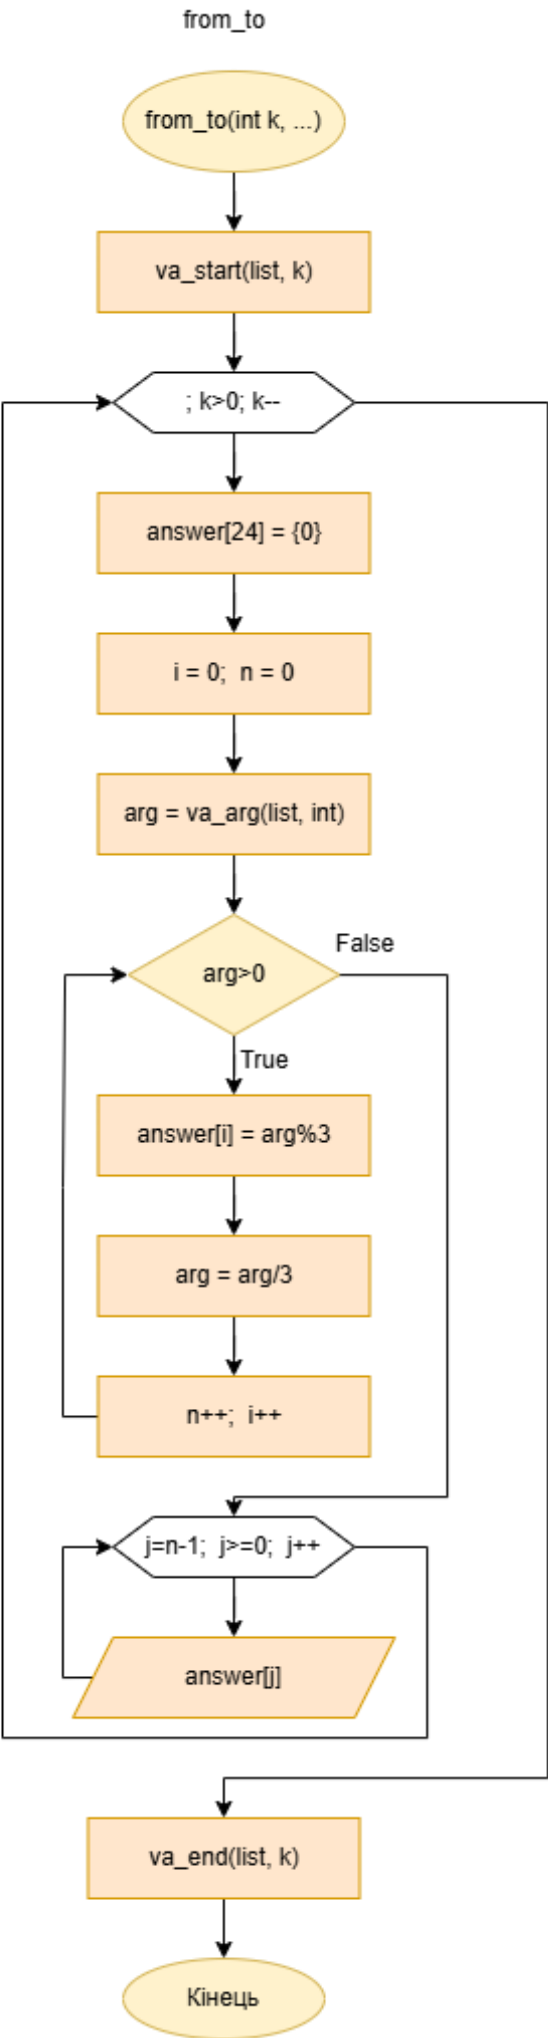 from_to
from_to(int k, ...)
va_start(list, k)
; k>0; k--
answer[24] = {0}
i = 0; n = 0
arg = va_arg(list, int)
arg>0
False
True
answer[i] = arg%3
arg = arg/3
n++; i++
j=n-1; j>=0; j++
answer[j]
va_end(list, k)
Кінець